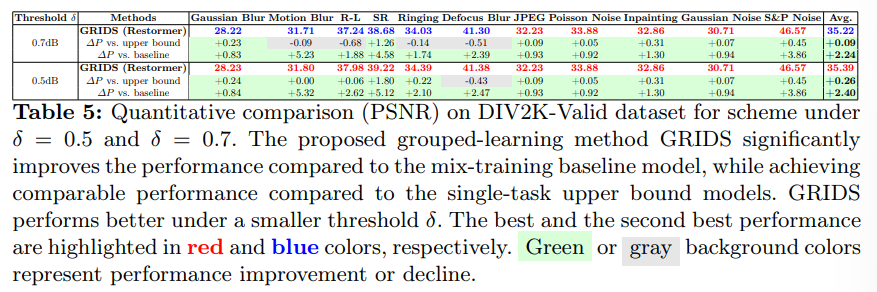 Threshold δ Methods Gaussian Blur Motion Blur R-L SR Ringing Defocus Blur JPEG Poisson Noise Inpainting Gaussian Noise S&P Noise Avg.
GRIDS (Restormer) 28.22 31.71 37.24 38.68 34.03 41.30 32.23 33.88 32.86 30.71 46.57 35.22
0.7dB ΔP vs. upper bound +0.23 -0.09 -0.68 +1.26 -0.14 -0.51 +0.09 +0.05 +0.31 +0.07 +0.45 +0.09
ΔP vs. baseline +0.83 +5.23 +1.88 +4.58 +1.74 +2.39 +0.93 +0.92 +1.30 +0.94 +3.86 +2.24
GRIDS (Restormer) 28.23 31.80 37.98 39.22 34.39 41.38 32.23 33.88 32.86 30.71 46.57 35.39
0.5dB ΔP vs. upper bound +0.24 +0.00 +0.06 +1.80 +0.22 -0.43 +0.09 +0.05 +0.31 +0.07 +0.45 +0.26
ΔP vs. baseline +0.84 +5.32 +2.62 +5.12 +2.10 +2.47 +0.93 +0.92 +1.30 +0.94 +3.86 +2.40
Table 5: Quantitative comparison (PSNR) on DIV2K-Valid dataset for scheme under
δ = 0.5 and δ = 0.7. The proposed grouped-learning method GRIDS significantly
improves the performance compared to the mix-training baseline model, while achieving
comparable performance compared to the single-task upper bound models. GRIDS
performs better under a smaller threshold δ. The best and the second best performance
are highlighted in red and blue colors, respectively. Green or gray background colors
represent performance improvement or decline.